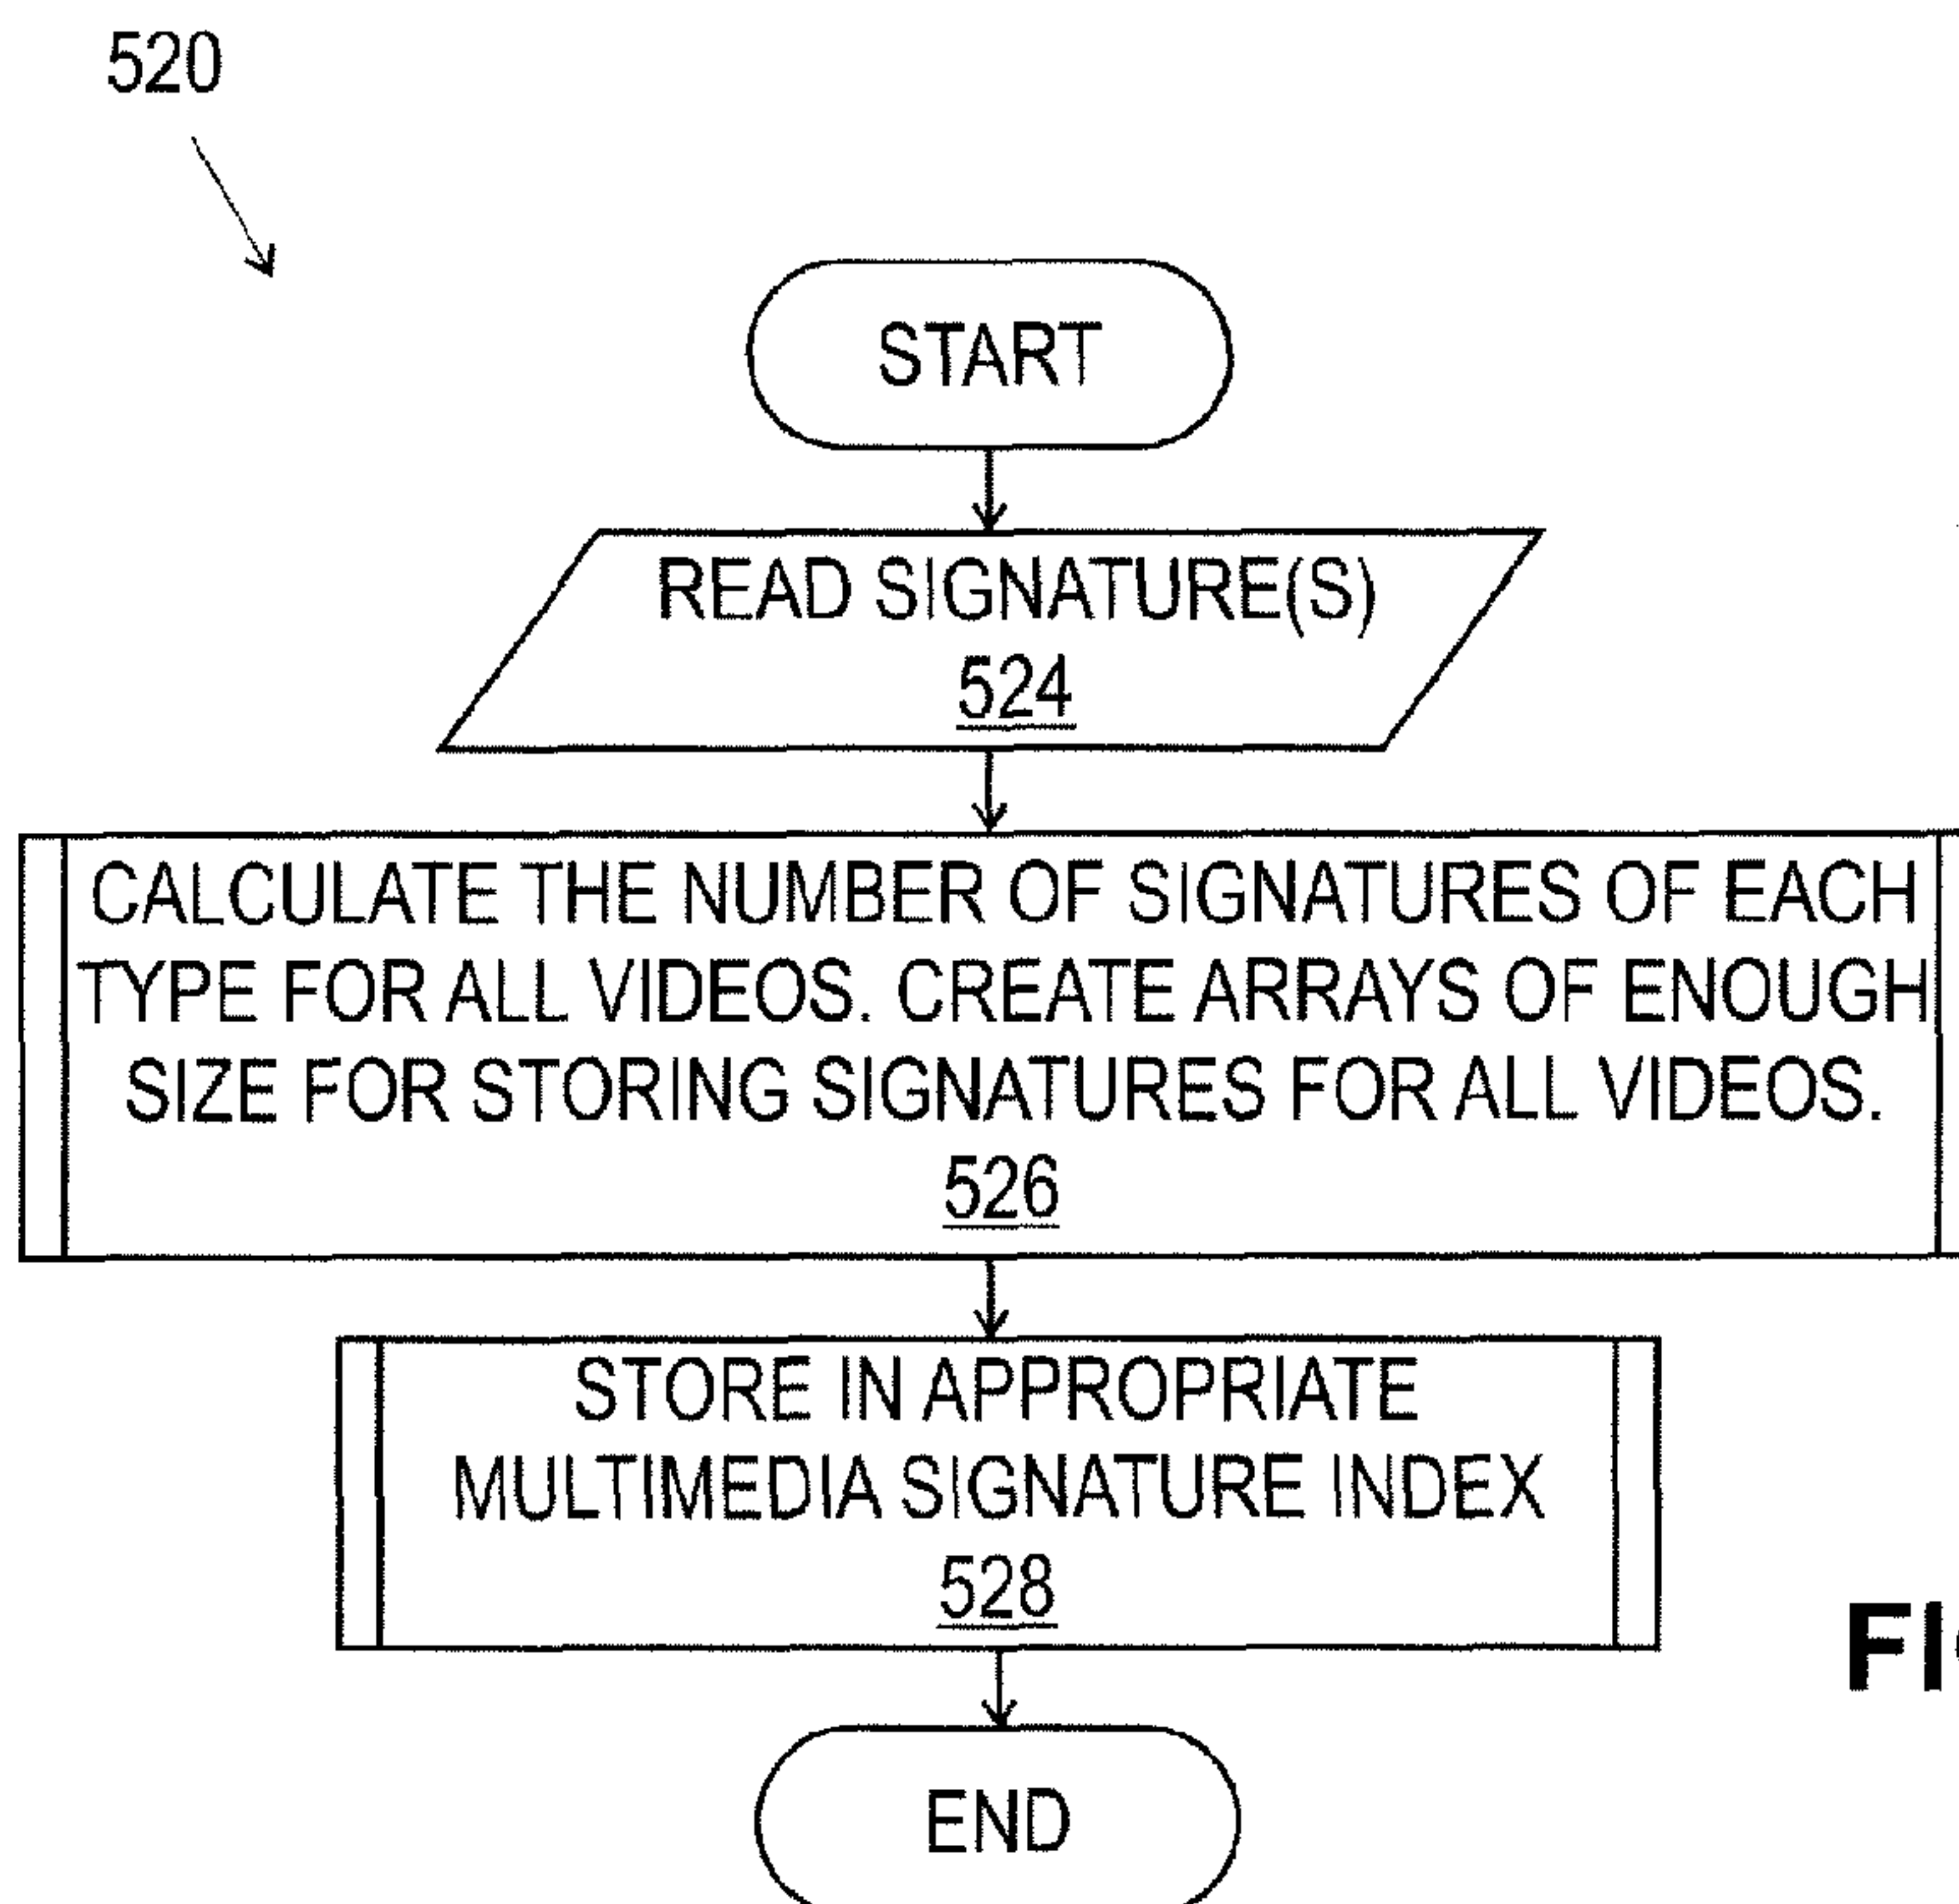 520
START
READ SIGNATURE(S)
524
CALCULATE THE NUMBER OF SIGNATURES OF EACH
TYPE FOR ALL VIDEOS. CREATE ARRAYS OF ENOUGH
SIZE FOR STORING SIGNATURES FOR ALL VIDEOS.
526
STORE IN APPROPRIATE
MULTIMEDIA SIGNATURE INDEX
528
END